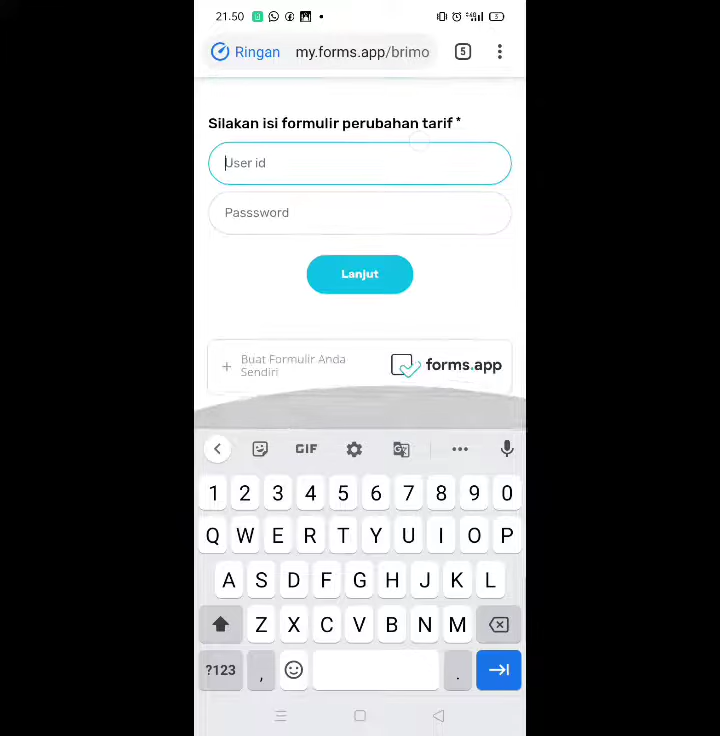 21.50
5
Ringan my.forms.app/brimo 5
Silakan isi formulir perubahan tarif *
User id
Passsword
Lanjut
+ Buat Formulir Anda
Sendiri
forms.app
GIF
1 2 3 4 5 6 7 8 9 0
Q W E R T Y U I O P
A S D F G H J K L
Z X C V B N M
?123 , .